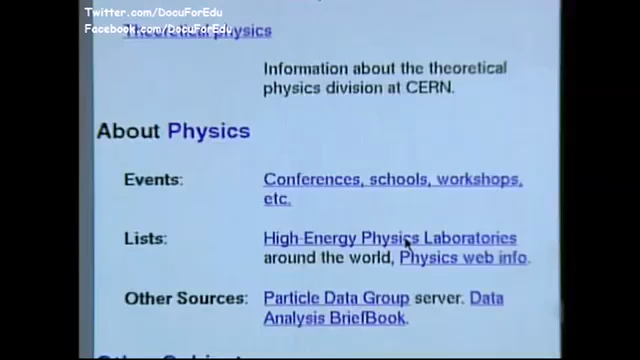 Twitter.com/DocuForEdu
Facebook.com/DocuForEdu
Theoretical physics
Information about the theoretical
physics division at CERN.
About Physics
Events: Conferences, schools, workshops,
etc.
Lists: High-Energy Physics Laboratories
around the world, Physics web info.
Other Sources: Particle Data Group server. Data
Analysis BriefBook.